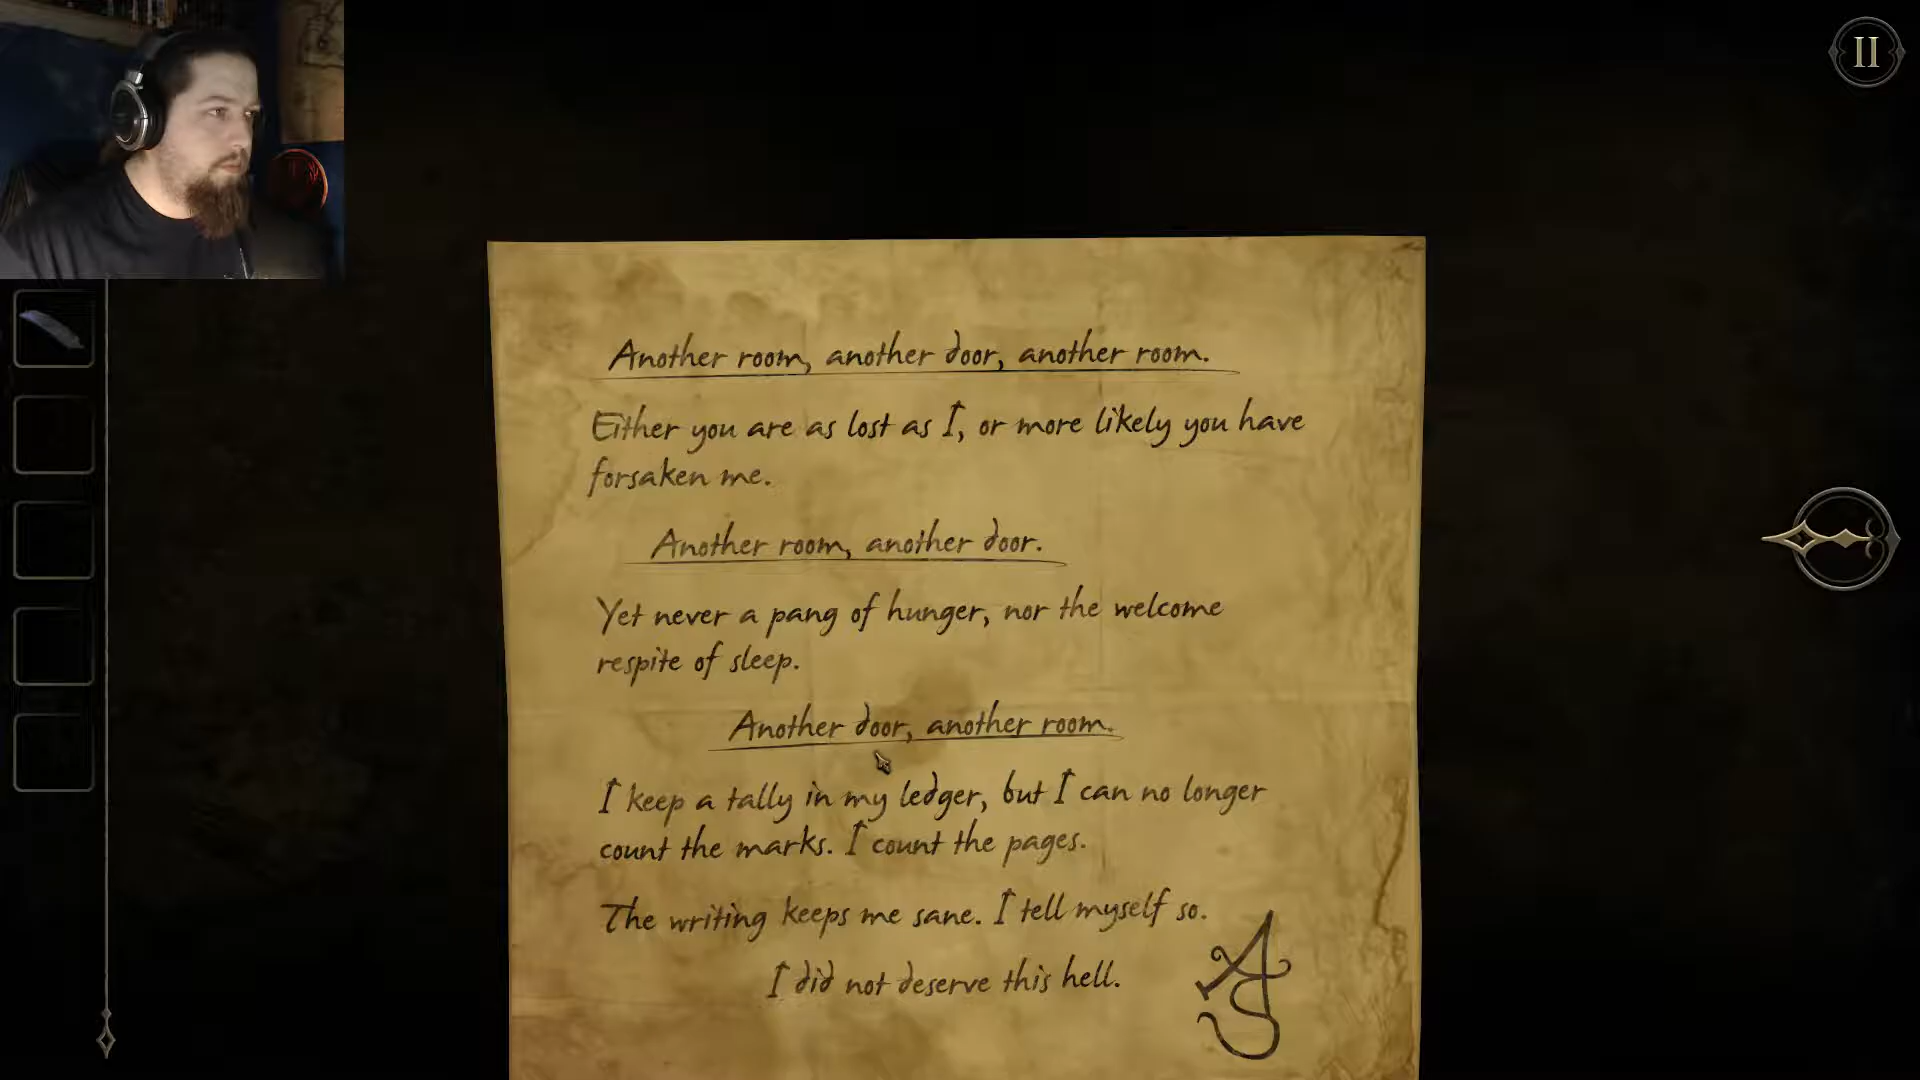 II
Another room, another door, another room.
Either you are as lost as I, or more likely you have
forsaken me.
Another room, another door.
Yet never a pang of hunger, nor the welcome
respite of sleep.
Another door, another room.
I keep a tally in my ledger, but I can no longer
count the marks. I count the pages.
The writing keeps me sane. I tell myself so.
I did not deserve this hell.
AS